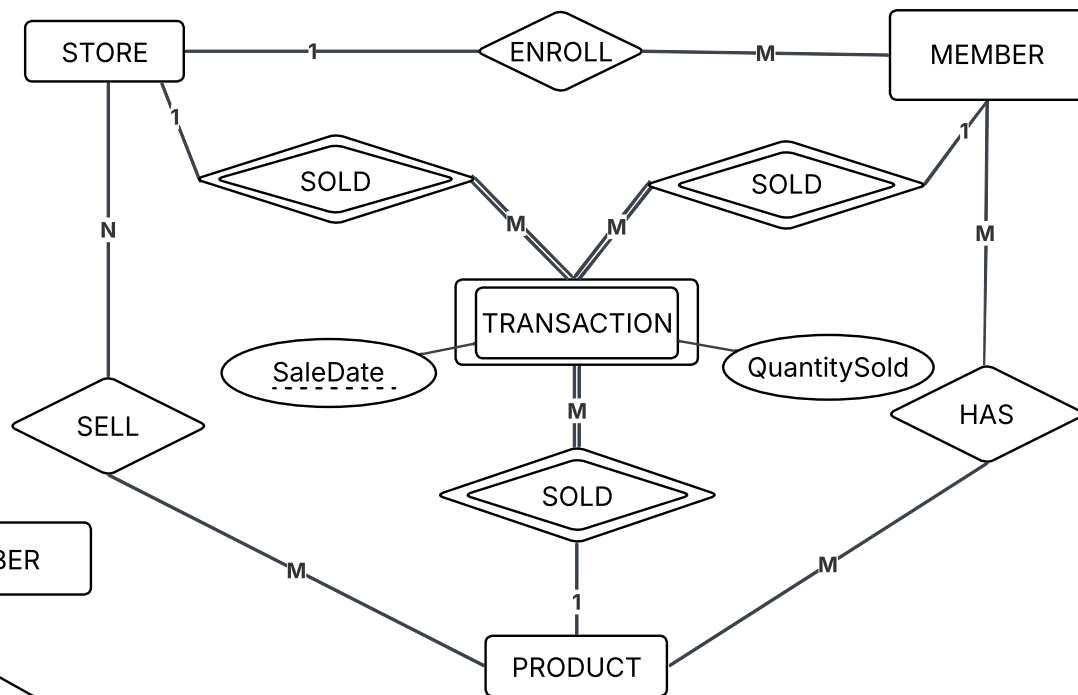 STORE
1
ENROLL
M
MEMBER
1
1
SOLD
SOLD
N
M
M
M
TRANSACTION
SaleDate
QuantitySold
M
SELL
HAS
SOLD
BER
M
M
1
PRODUCT